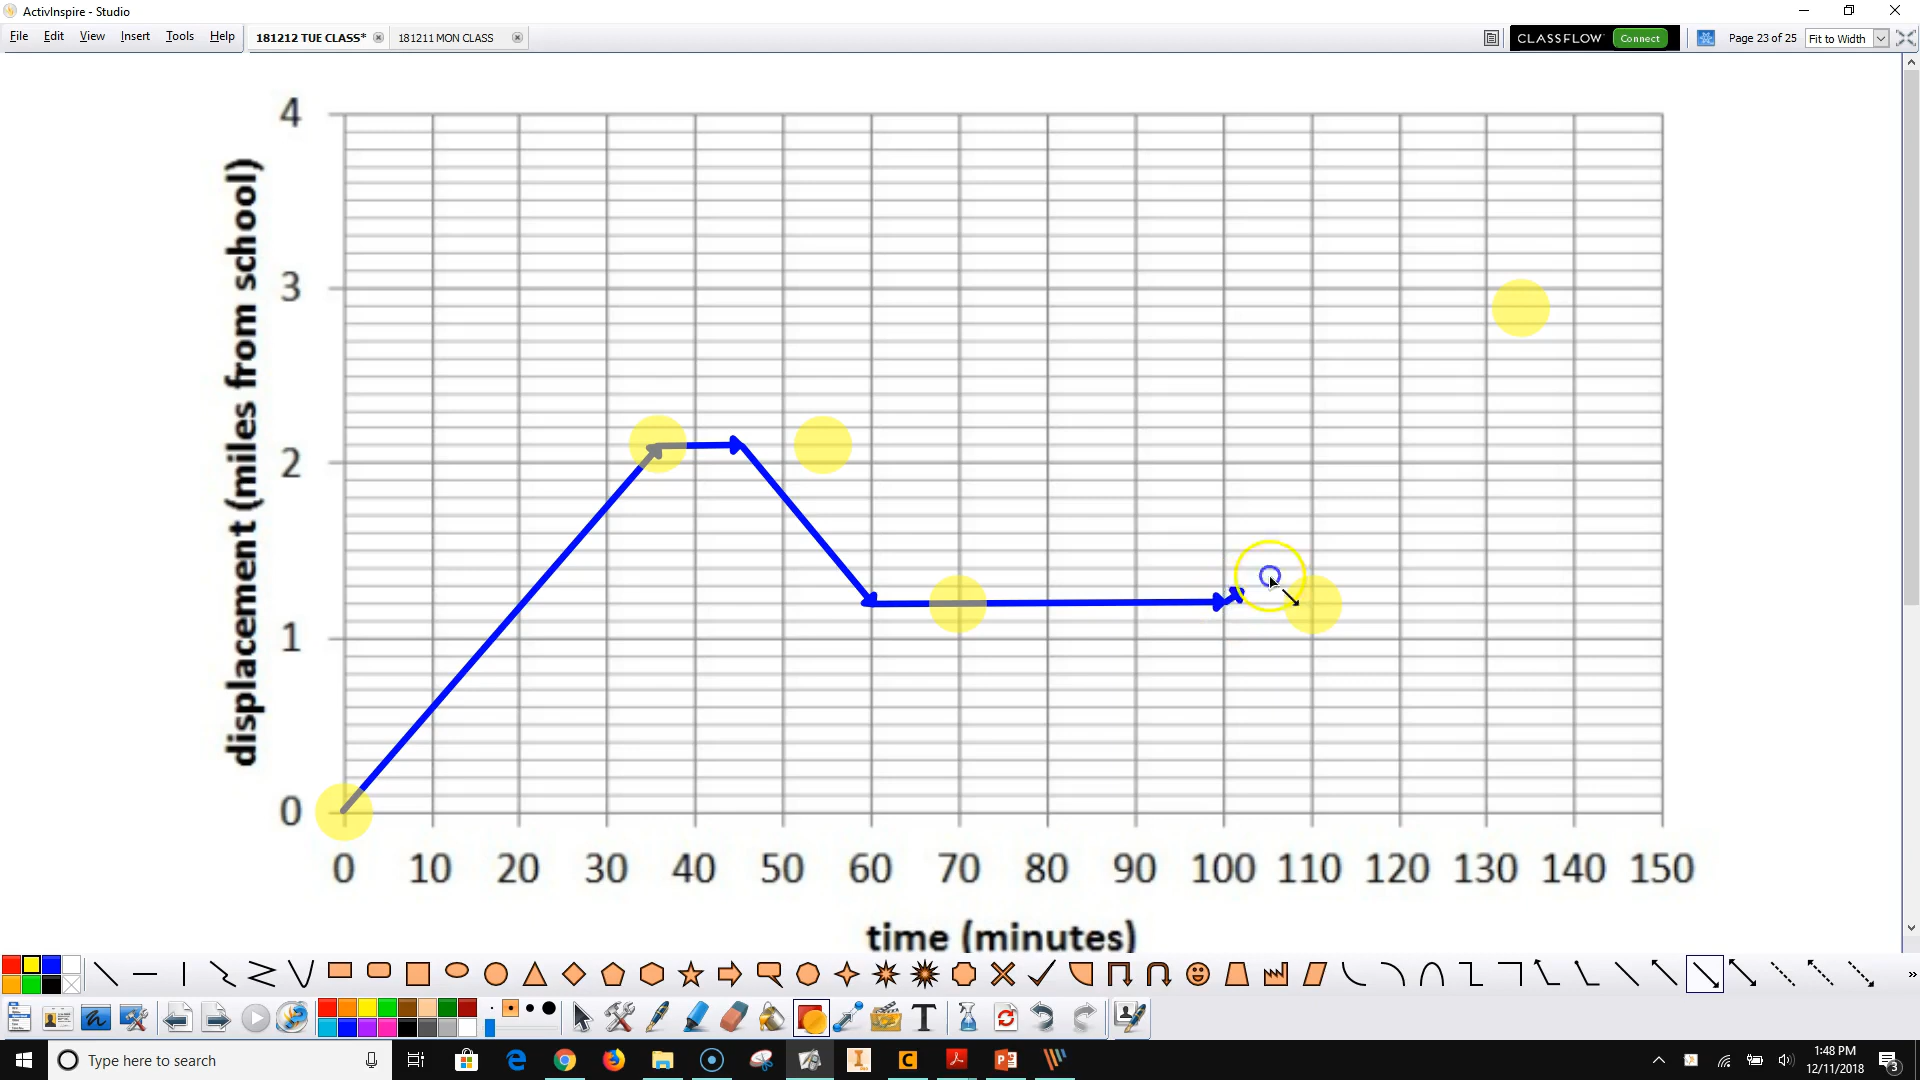 ActivInspire - Studio
File Edit View Insert Tools Help
181212 TUE CLASS* 181211 MON CLASS
CLASSFLOW Connect Page 23 of 25 Fit to Width
displacement (miles from school)
4
3
2
1
0
0 10 20 30 40 50 60 70 80 90 100 110 120 130 140 150
time (minutes)
Type here to search
1:48 PM
12/11/2018
3